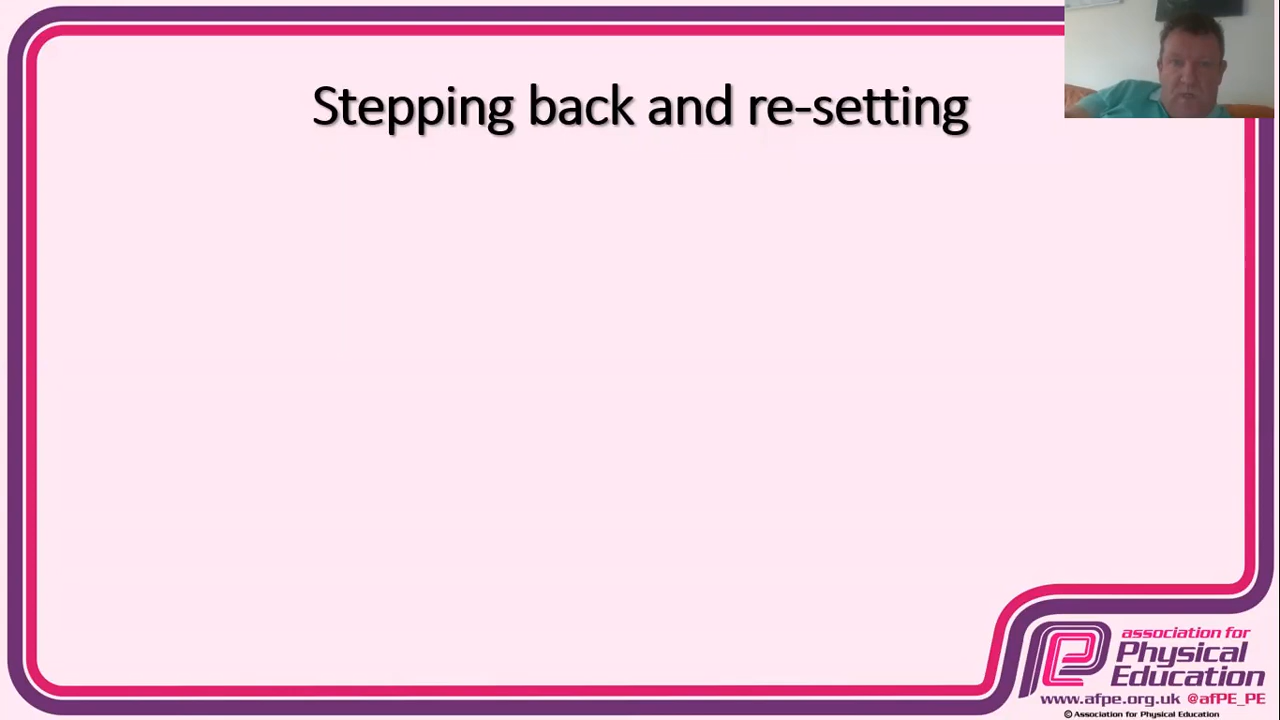 Stepping back and re-setting
association for
Physical
Education
www.afpe.org.uk @afPE_PE
© Association for Physical Education